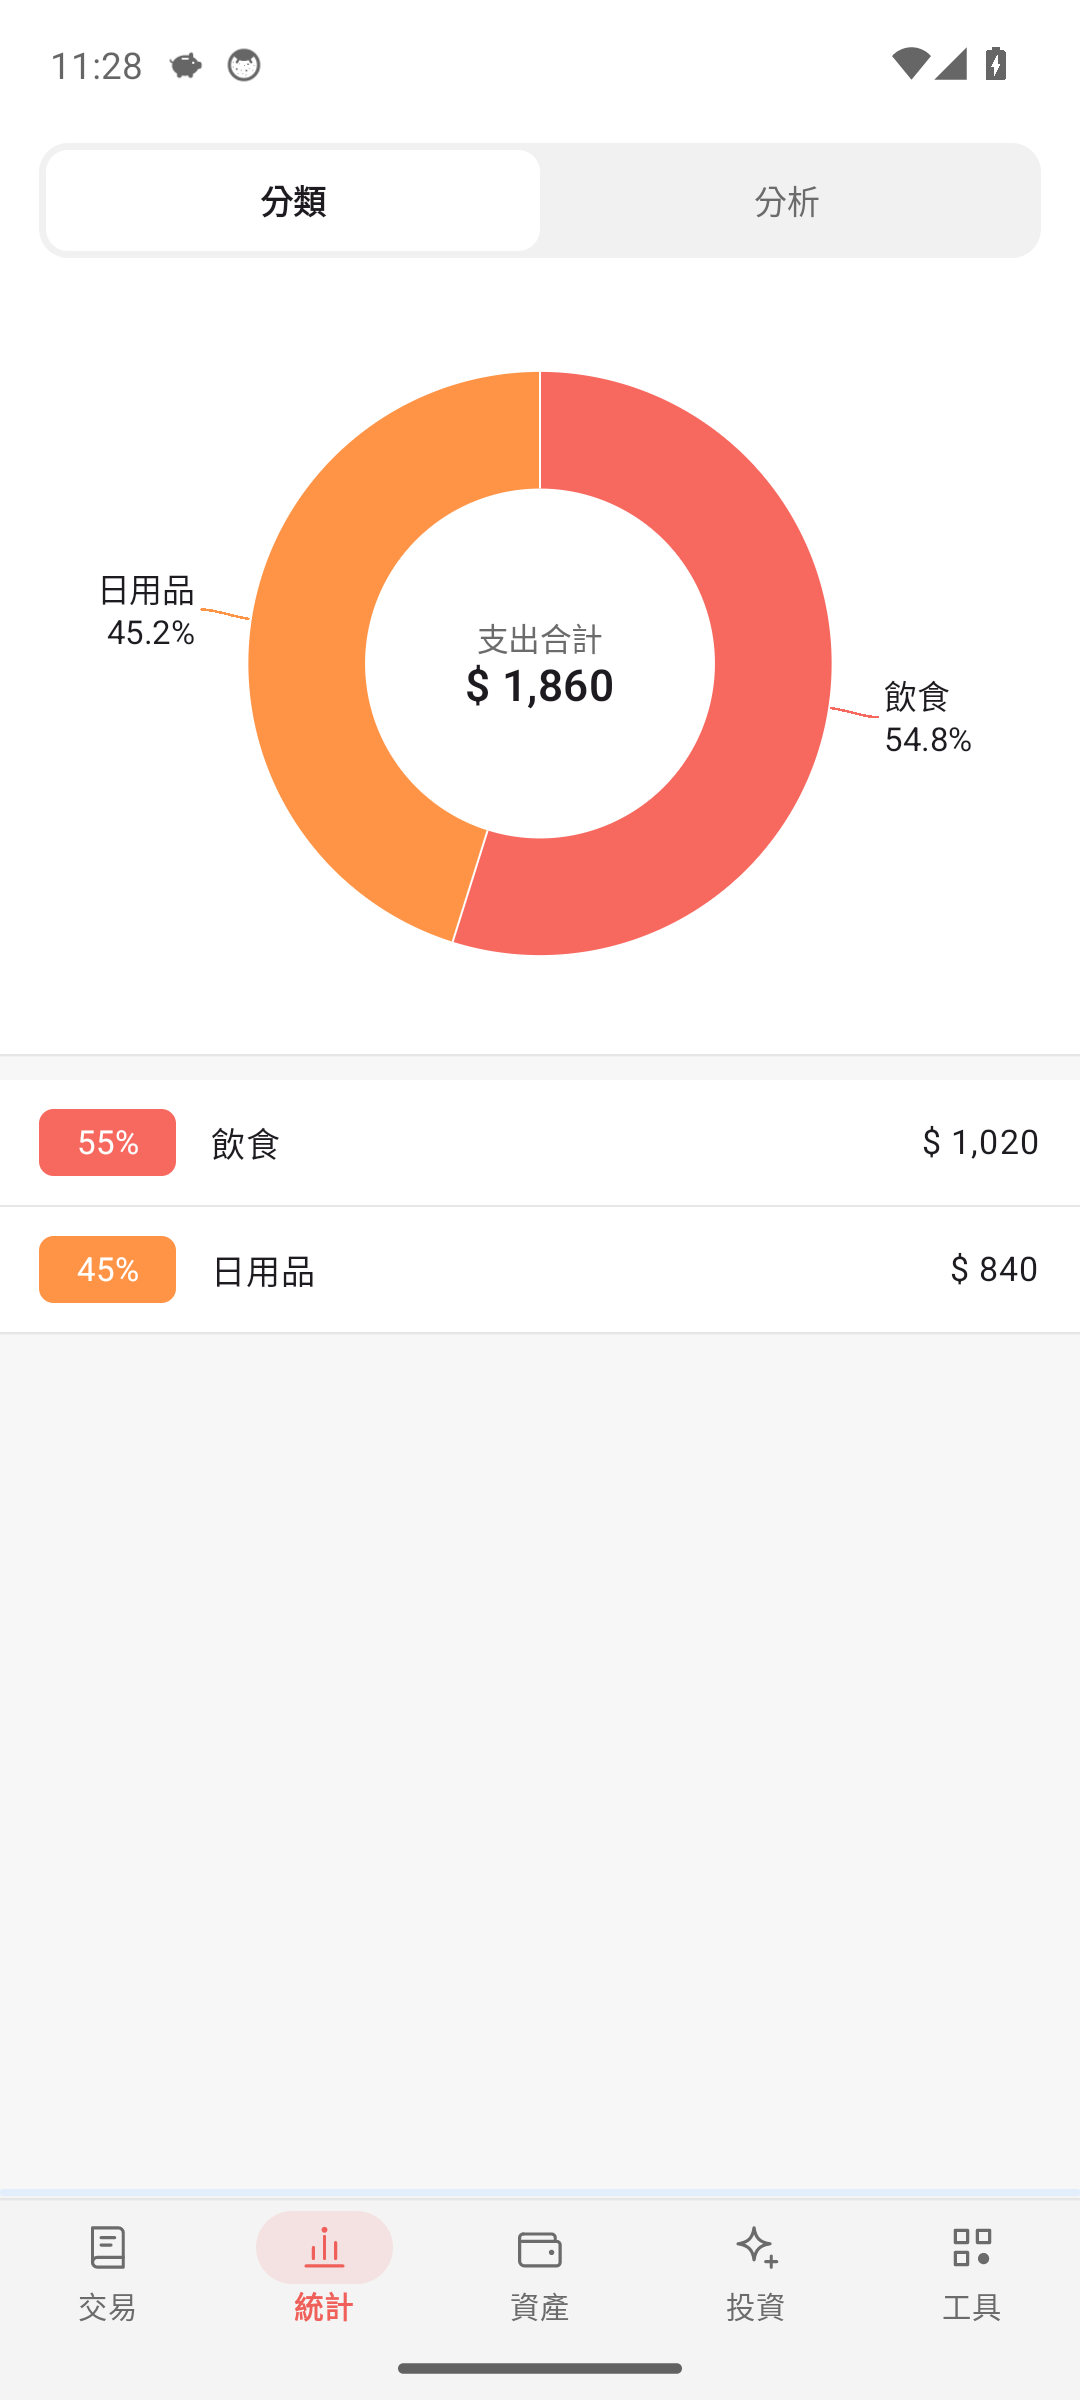 11:28
分類
分析
日用品
45.2%
支出合計
$ 1,860
飲食
54.8%
55%
飲食
$ 1,020
45%
日用品
$ 840
交易
統計
資產
投資
工具